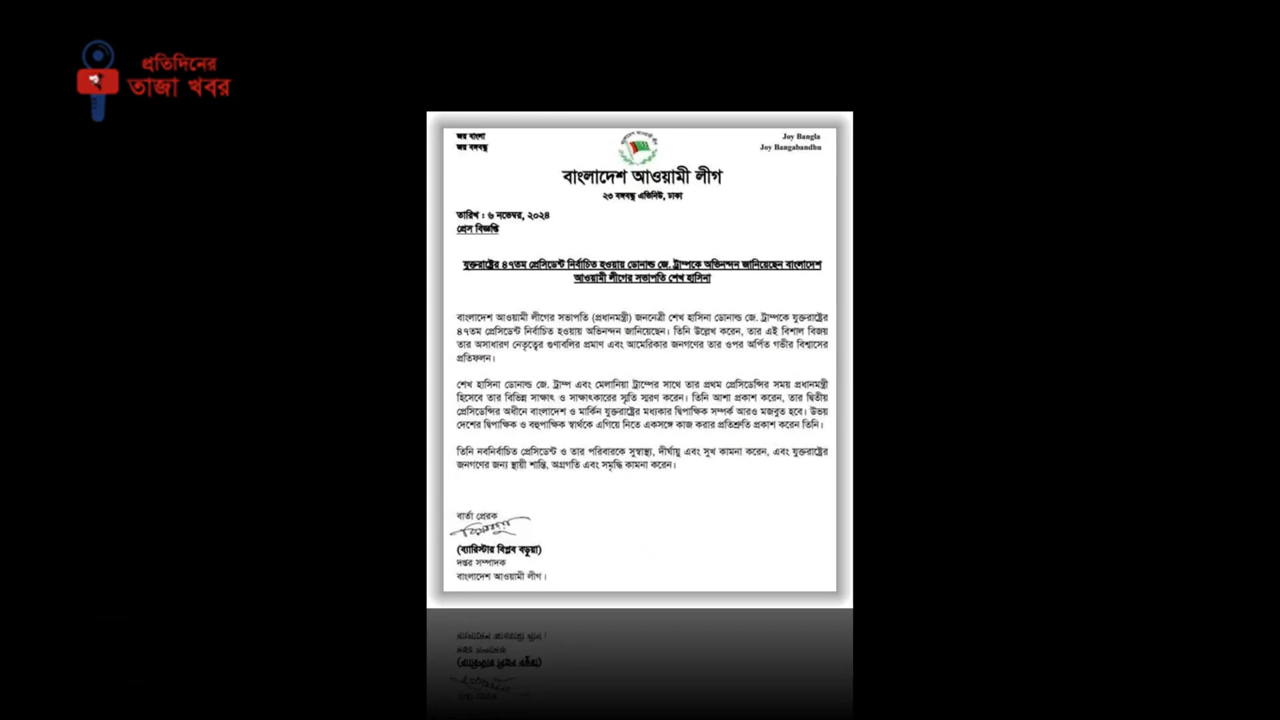 প্রতিদিনের
তাজা খবর
জয় বাংলা
জয় বঙ্গবন্ধু
Joy Bangla
Joy Bangabandhu
বাংলাদেশ আওয়ামী লীগ
২৩ বঙ্গবন্ধু এভিনিউ, ঢাকা
তারিখ : ৬ নভেম্বর, ২০২৪
প্রেস বিজ্ঞপ্তি
যুক্তরাষ্ট্রের ৪৭তম প্রেসিডেন্ট নির্বাচিত হওয়ায় ডোনাল্ড জে. ট্রাম্পকে অভিনন্দন জানিয়েছেন বাংলাদেশ
আওয়ামী লীগের সভাপতি শেখ হাসিনা
বাংলাদেশ আওয়ামী লীগের সভাপতি (প্রধানমন্ত্রী) জননেত্রী শেখ হাসিনা ডোনাল্ড জে. ট্রাম্পকে যুক্তরাষ্ট্রের
৪৭তম প্রেসিডেন্ট নির্বাচিত হওয়ায় অভিনন্দন জানিয়েছেন। তিনি উল্লেখ করেন, তার এই বিশাল বিজয়
তার অসাধারণ নেতৃত্বের গুণাবলির প্রমাণ এবং আমেরিকার জনগণের তার ওপর অর্পিত গভীর বিশ্বাসের
প্রতিফলন।
শেখ হাসিনা ডোনাল্ড জে. ট্রাম্প এবং মেলানিয়া ট্রাম্পের সাথে তার প্রথম প্রেসিডেন্সির সময় প্রধানমন্ত্রী
হিসেবে তার বিভিন্ন সাক্ষাৎ ও সাক্ষাৎকারের স্মৃতি স্মরণ করেন। তিনি আশা প্রকাশ করেন, তার দ্বিতীয়
প্রেসিডেন্সির অধীনে বাংলাদেশ ও মার্কিন যুক্তরাষ্ট্রের মধ্যকার দ্বিপাক্ষিক সম্পর্ক আরও মজবুত হবে। উভয়
দেশের দ্বিপাক্ষিক ও বহুপাক্ষিক স্বার্থকে এগিয়ে নিতে একসঙ্গে কাজ করার প্রতিশ্রুতি প্রকাশ করেন তিনি।
তিনি নবনির্বাচিত প্রেসিডেন্ট ও তার পরিবারকে সুস্বাস্থ্য, দীর্ঘায়ু এবং সুখ কামনা করেন, এবং যুক্তরাষ্ট্রের
জনগণের জন্য স্থায়ী শান্তি, অগ্রগতি এবং সমৃদ্ধি কামনা করেন।
বার্তা প্রেরক
(ব্যারিস্টার বিপ্লব বড়ুয়া)
দপ্তর সম্পাদক
বাংলাদেশ আওয়ামী লীগ।